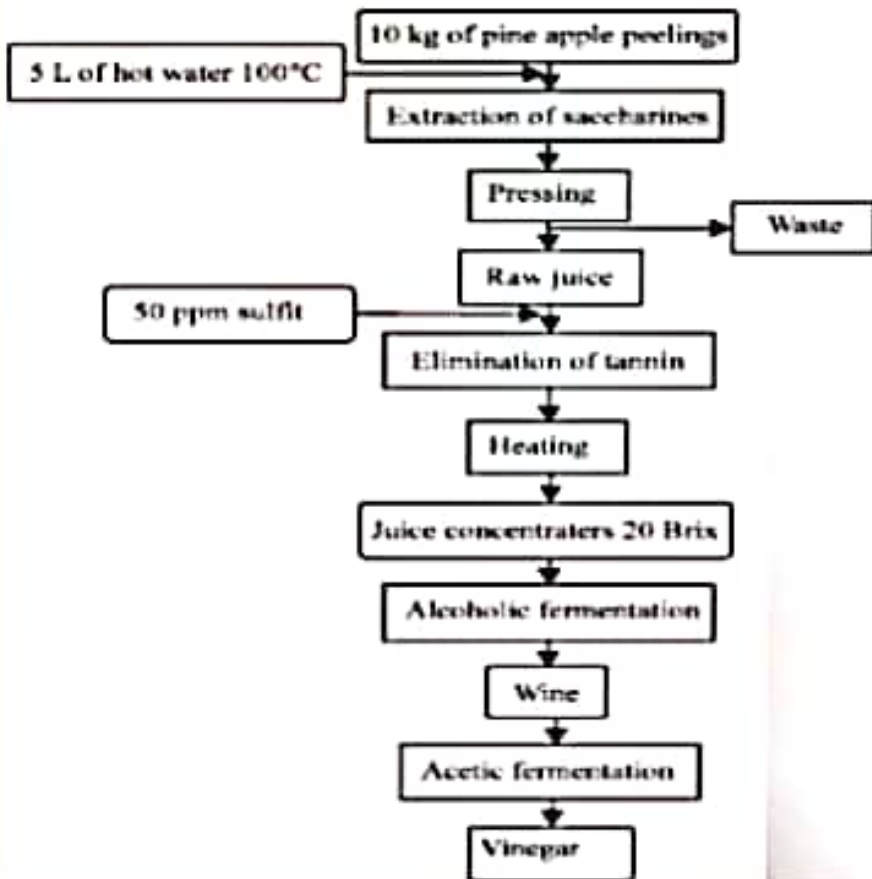 10 kg of pine apple peelings
5 L of hot water 100°C
Extraction of saccharines
Pressing
Waste
Raw juice
50 ppm sulfit
Elimination of tannin
Heating
Juice concentraters 20 Brix
Alcoholic fermentation
Wine
Acetic fermentation
Vinegar